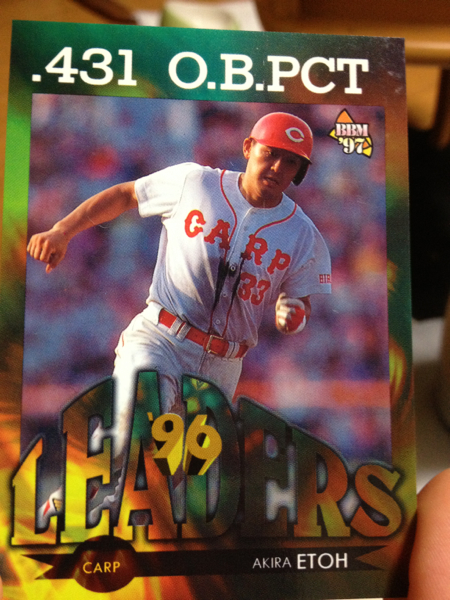 .431 O.B.PCT
BBM
'97
C
CARP
33
'96
LEADERS
CARP
AKIRA ETOH